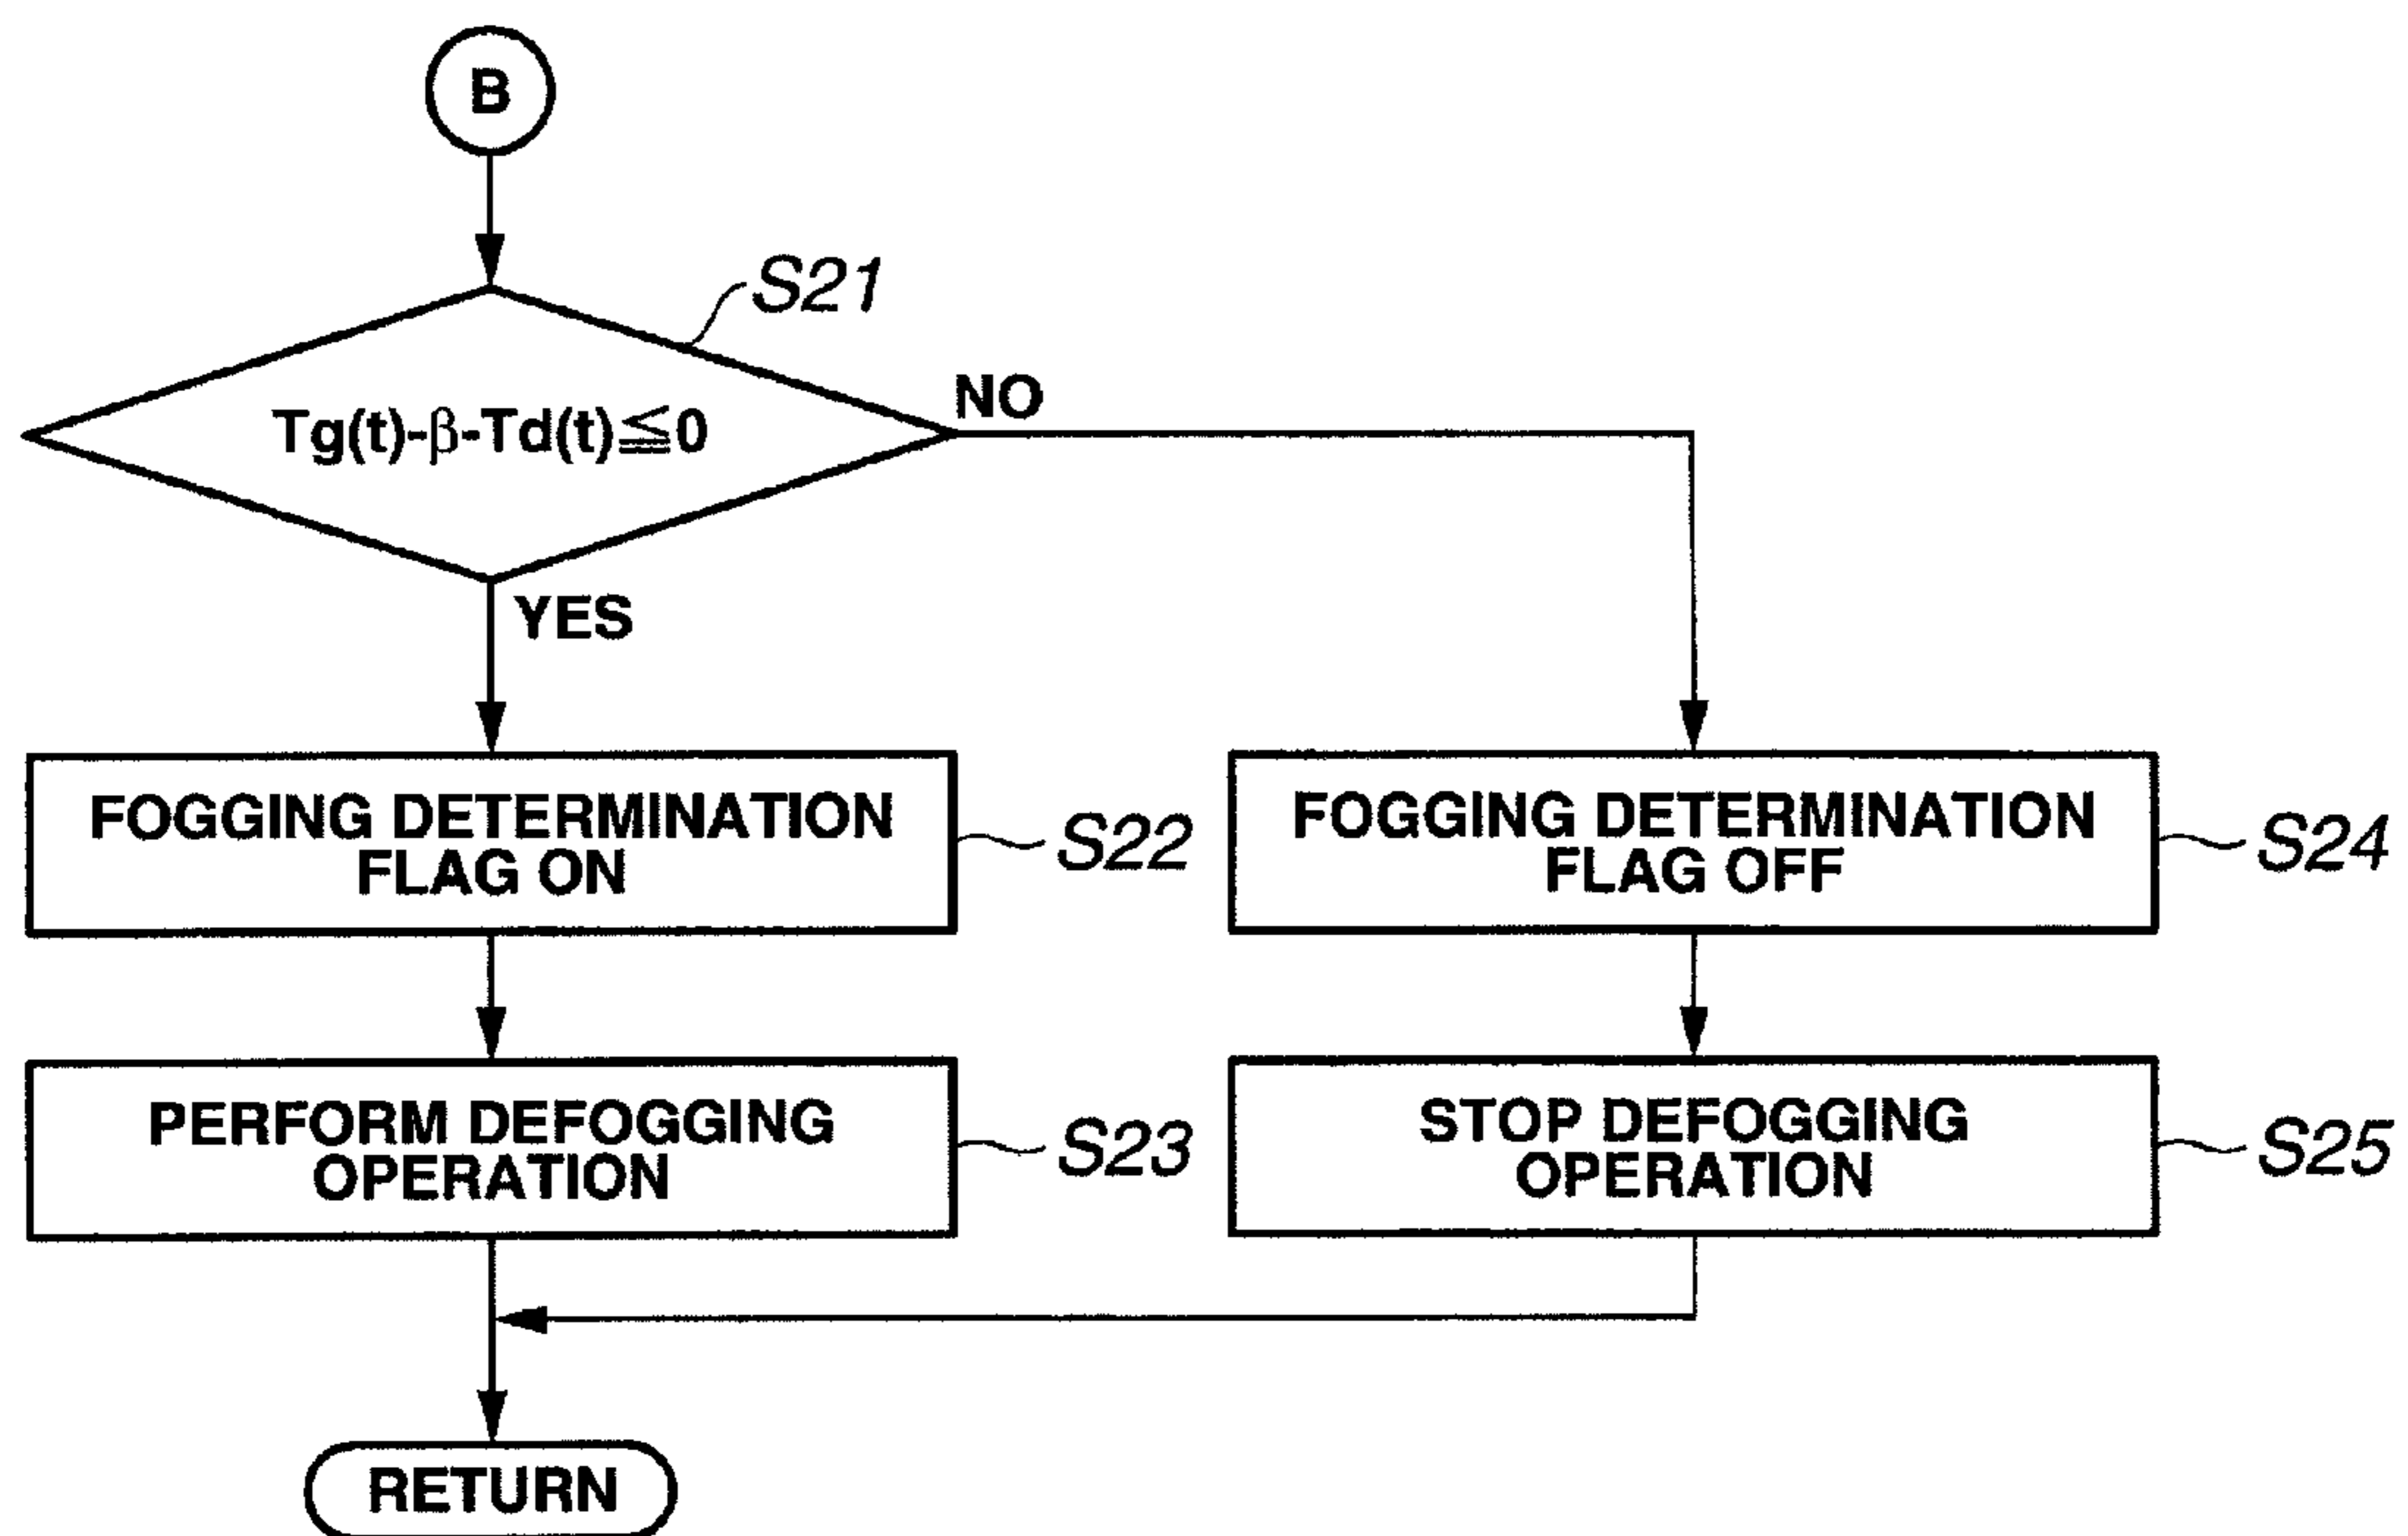 B
S21
Tg(t)-β-Td(t)≦0
NO
YES
FOGGING DETERMINATION
FLAG ON
S22
FOGGING DETERMINATION
FLAG OFF
S24
PERFORM DEFOGGING
OPERATION
S23
STOP DEFOGGING
OPERATION
S25
RETURN